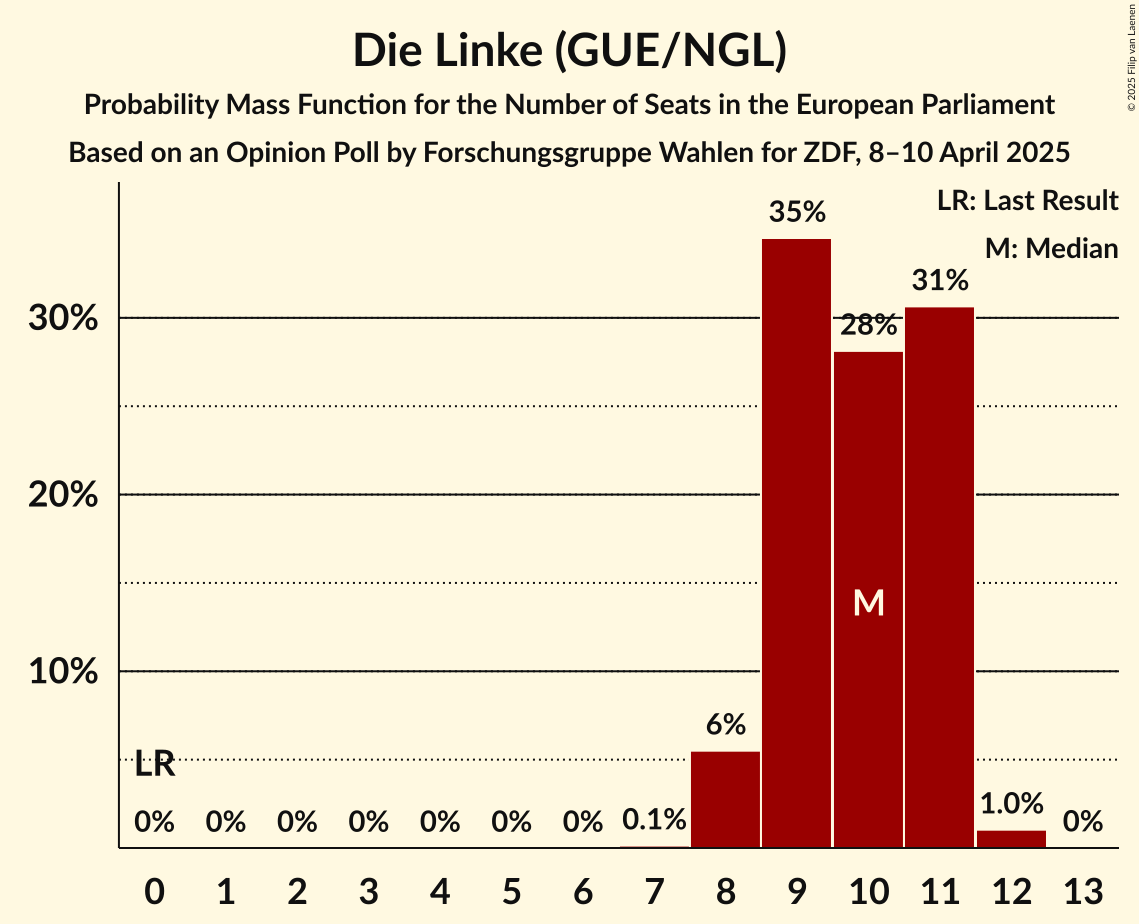 Die Linke (GUE/NGL)
Probability Mass Function for the Number of Seats in the European Parliament
Based on an Opinion Poll by Forschungsgruppe Wahlen for ZDF, 8–10 April 2025
© 2025 Filip van Laenen
LR: Last Result
M: Median
30%
20%
10%
LR
0% 0% 0% 0% 0% 0% 0% 0.1% 6% 35% 28% 31% 1.0% 0%
M
0 1 2 3 4 5 6 7 8 9 10 11 12 13